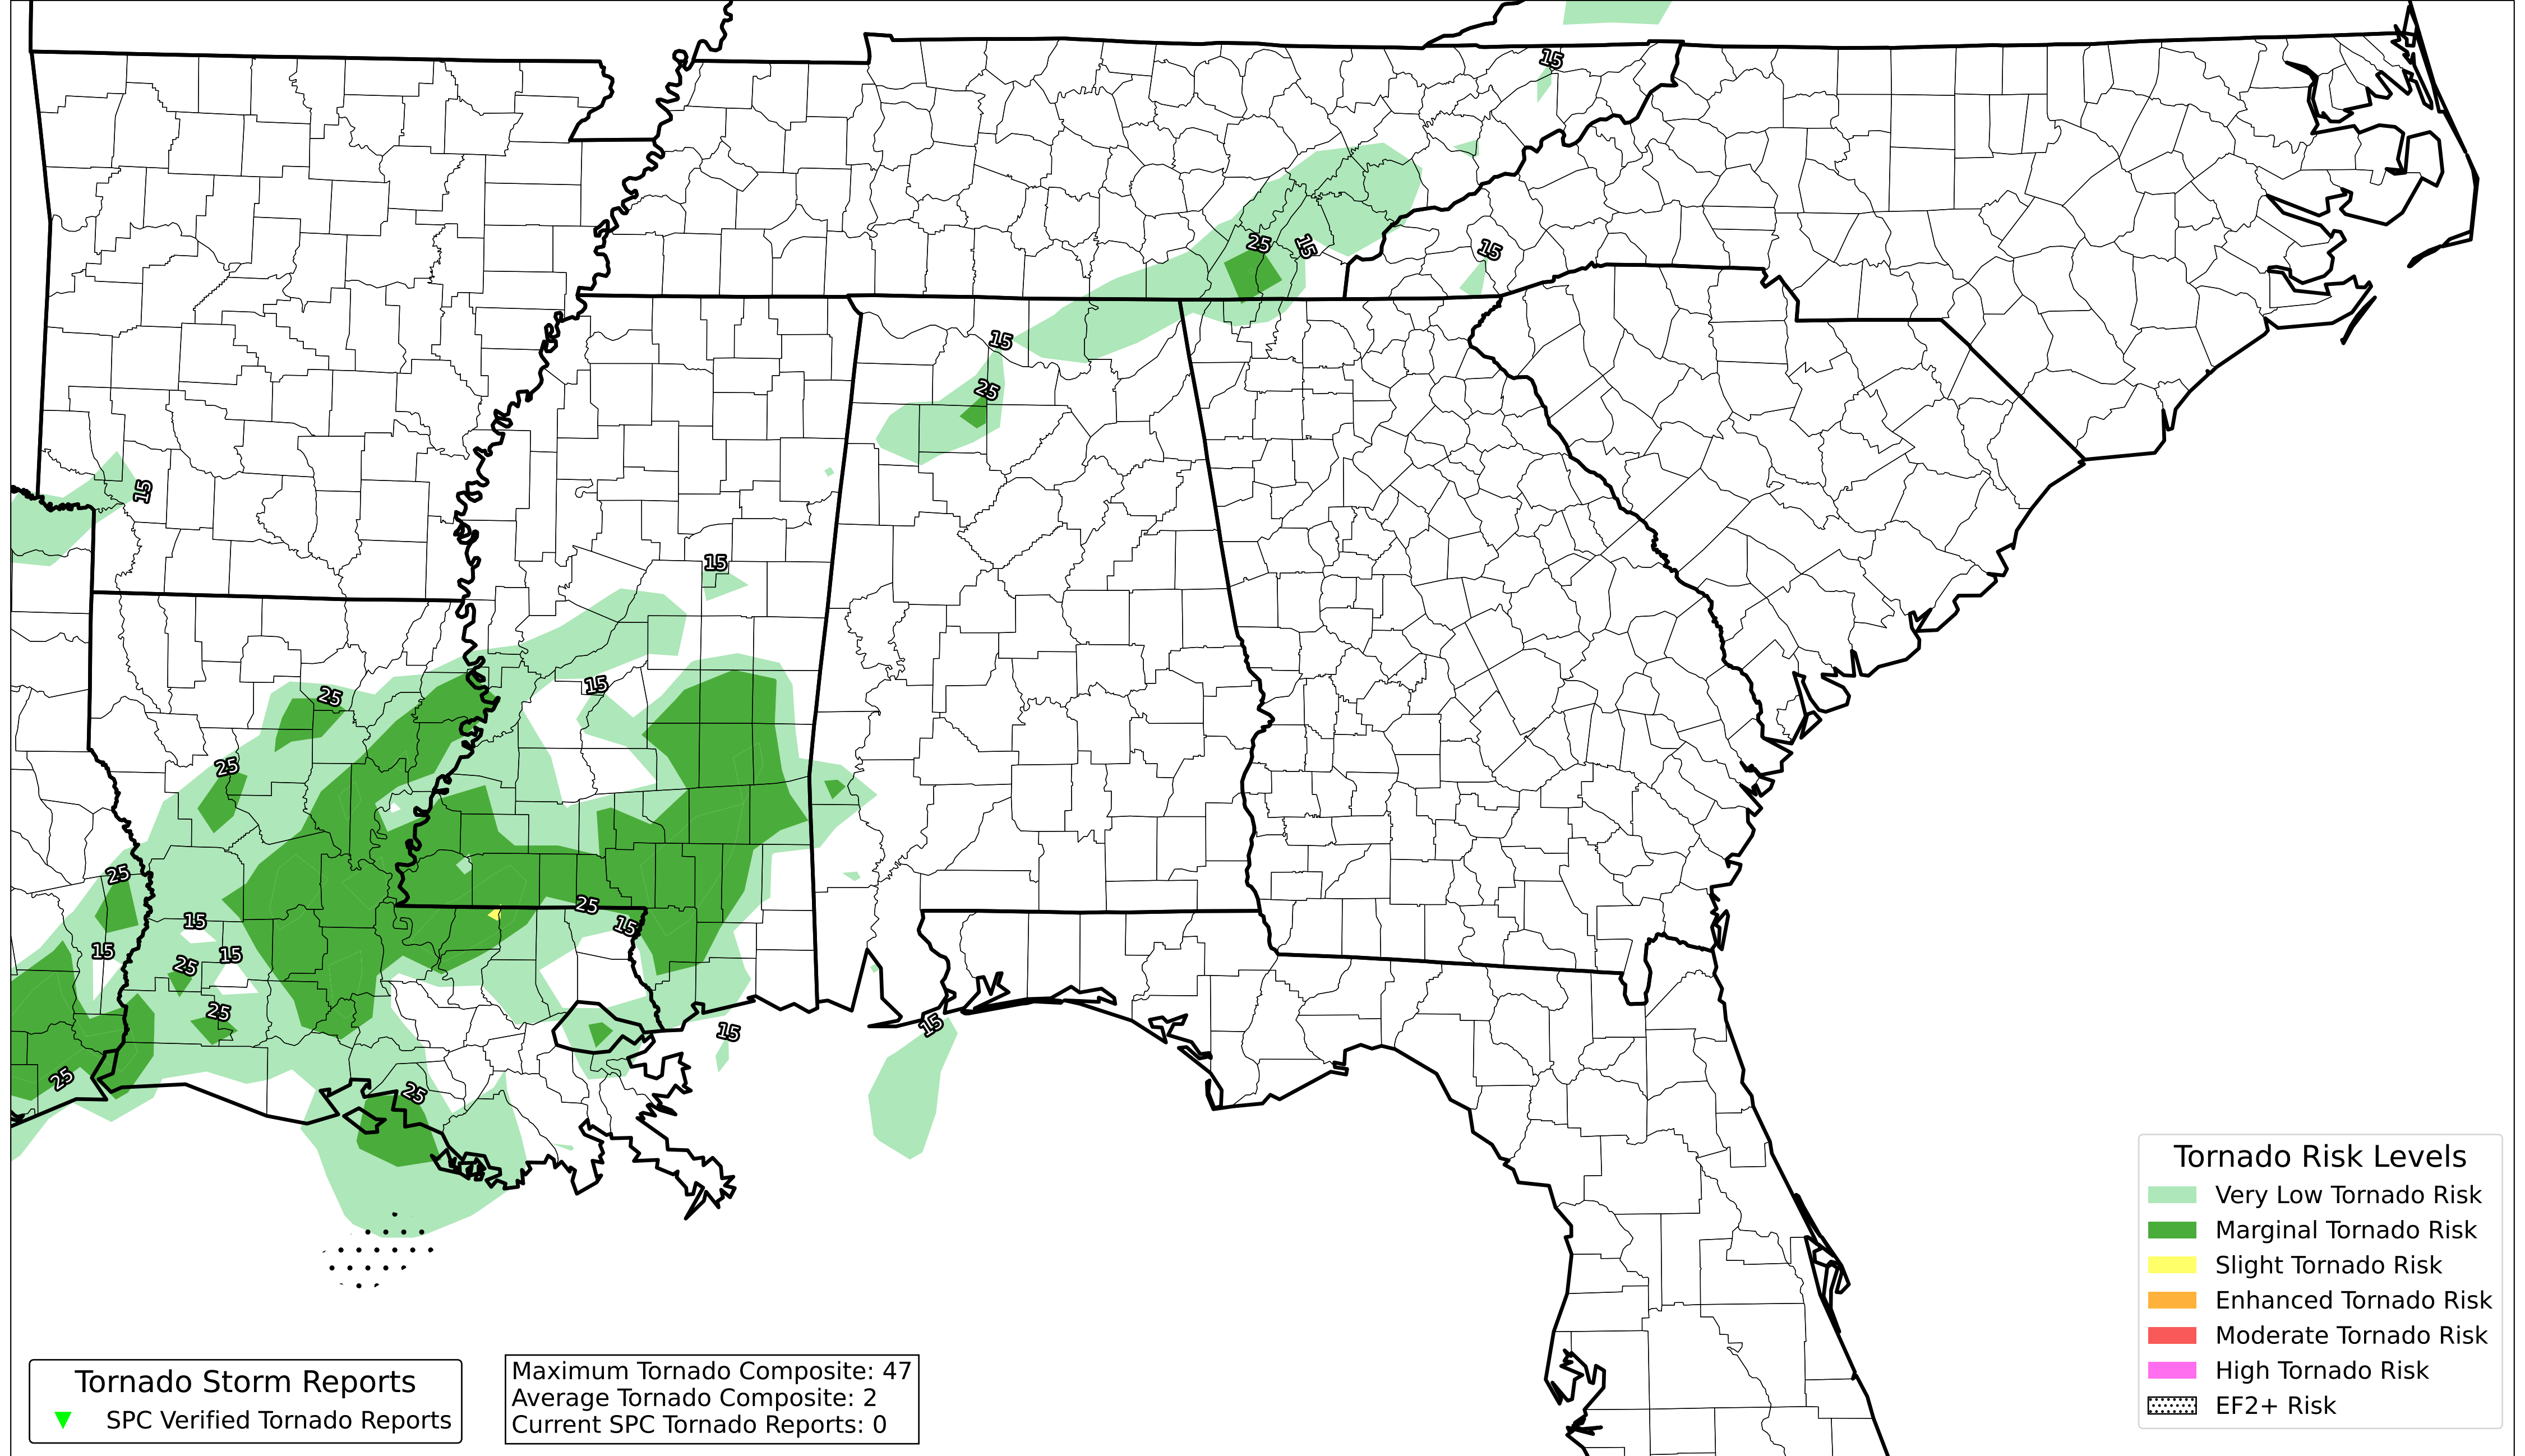 15
25
15
15
15
25
15
15
25
15
25
25
25
15
15
15
15
25
25
15
15
25
25
Tornado Risk Levels
Very Low Tornado Risk
Marginal Tornado Risk
Slight Tornado Risk
Enhanced Tornado Risk
Moderate Tornado Risk
High Tornado Risk
EF2+ Risk
Tornado Storm Reports
SPC Verified Tornado Reports
Maximum Tornado Composite: 47
Average Tornado Composite: 2
Current SPC Tornado Reports: 0